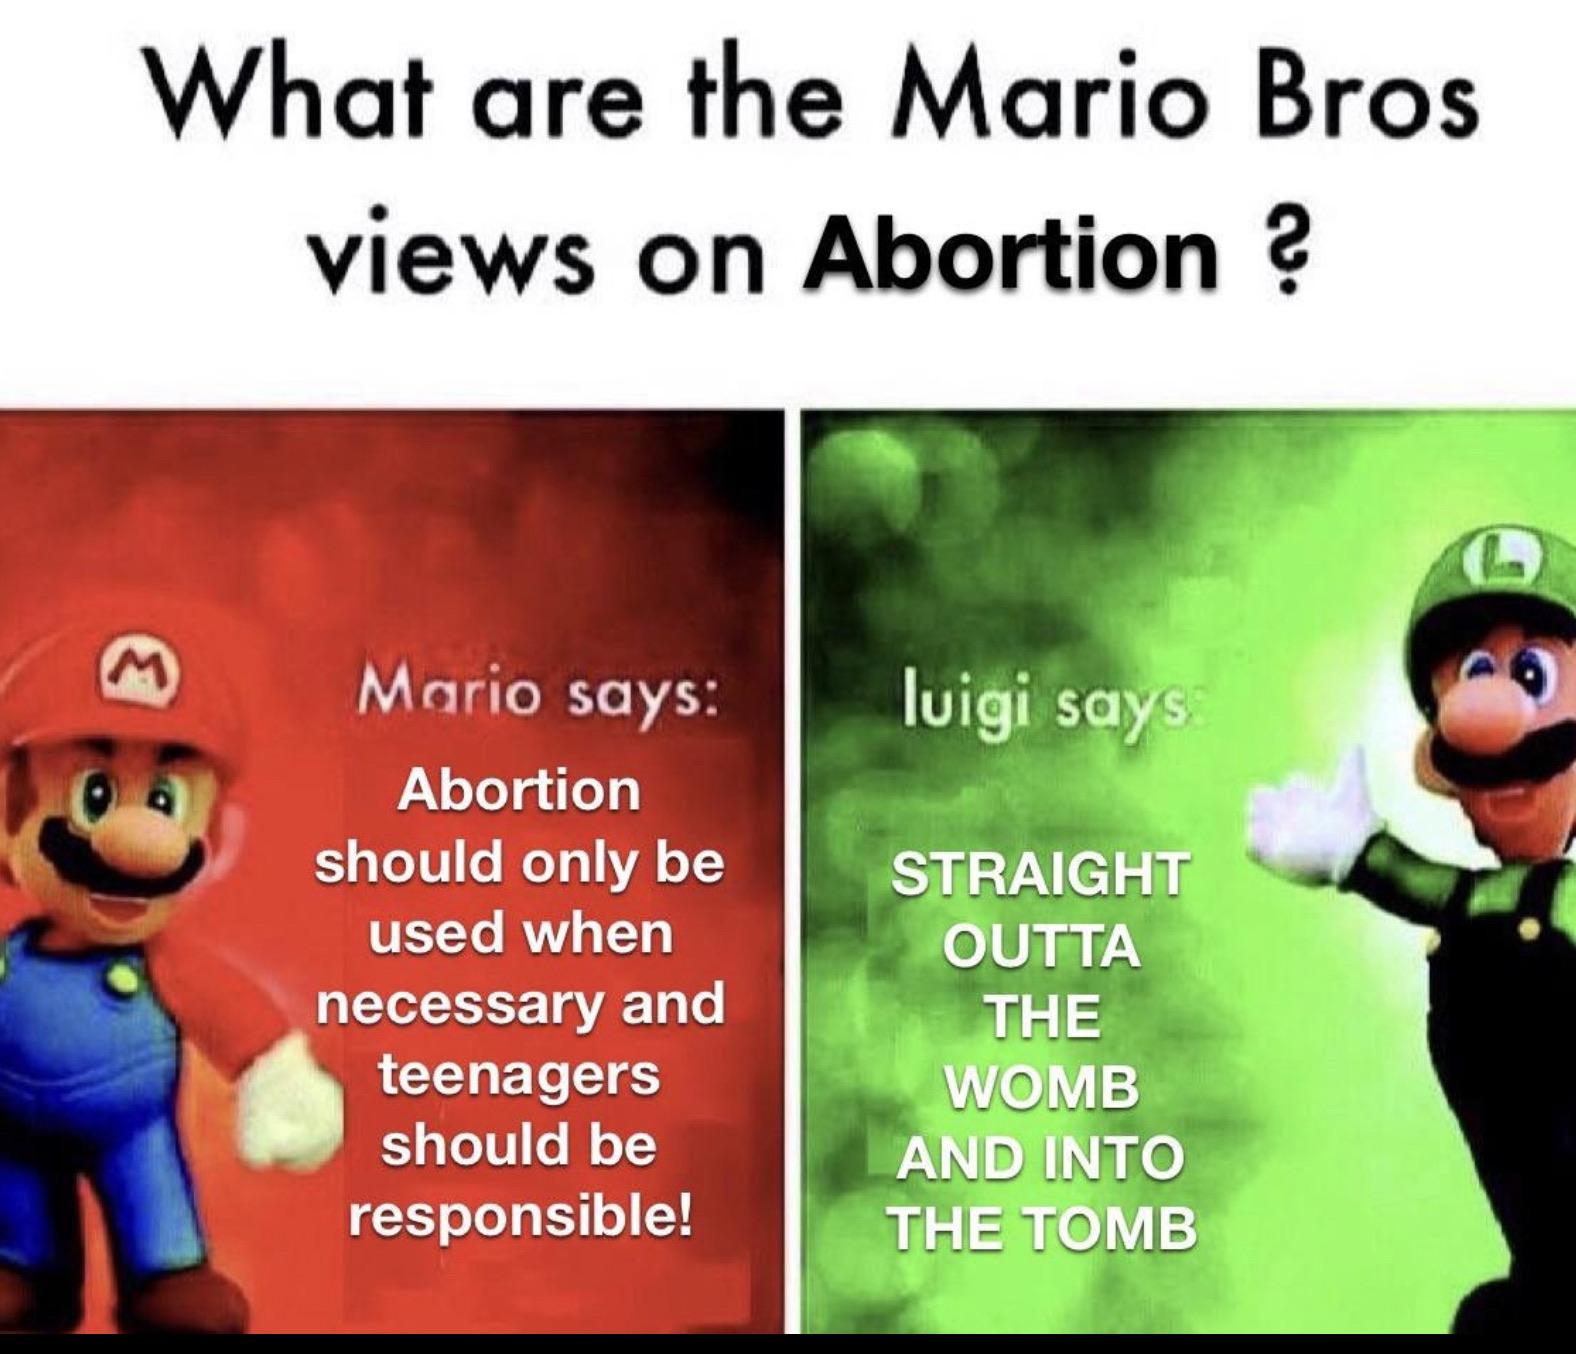 What are the Mario Bros
views on Abortion ?
M
L
Mario says:
Abortion
should only be
used when
necessary and
teenagers
should be
responsible!
luigi says:
STRAIGHT
OUTTA
THE
WOMB
AND INTO
THE TOMB